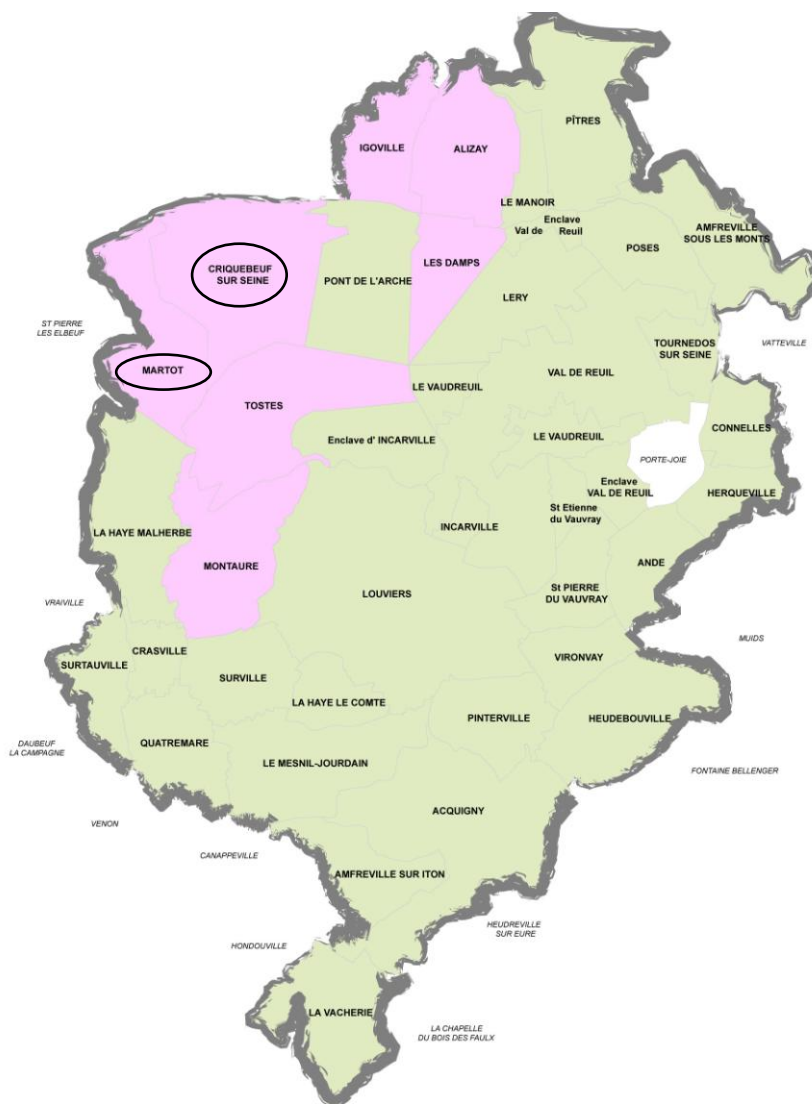 PÎTRES
IGOVILLE
ALIZAY
LE MANOIR
Enclave
Val de Reuil
AMFREVILLE
SOUS LES MONTS
POSES
CRIQUEBEUF
SUR SEINE
PONT DE L'ARCHE
LES DAMPS
LERY
ST PIERRE
LES ELBEUF
TOURNEDOS
SUR SEINE
VATTEVILLE
MARTOT
VAL DE REUIL
LE VAUDREUIL
TOSTES
CONNELLES
Enclave d' INCARVILLE
LE VAUDREUIL
PORTE-JOIE
Enclave
VAL DE REUIL
HERQUEVILLE
St Etienne
du Vauvray
LA HAYE MALHERBE
INCARVILLE
MONTAURE
ANDE
LOUVIERS
St PIERRE
DU VAUVRAY
VRAIVILLE
MUIDS
CRASVILLE
VIRONVAY
SURTAUVILLE
SURVILLE
LA HAYE LE COMTE
PINTERVILLE
HEUDEBOUVILLE
DAUBEUF
LA CAMPAGNE
QUATREMARE
LE MESNIL-JOURDAIN
FONTAINE BELLENGER
ACQUIGNY
VENON
CANAPPEVILLE
AMFREVILLE SUR ITON
HEUDREVILLE
SUR EURE
HONDOUVILLE
LA VACHERIE
LA CHAPELLE
DU BOIS DES FAULX